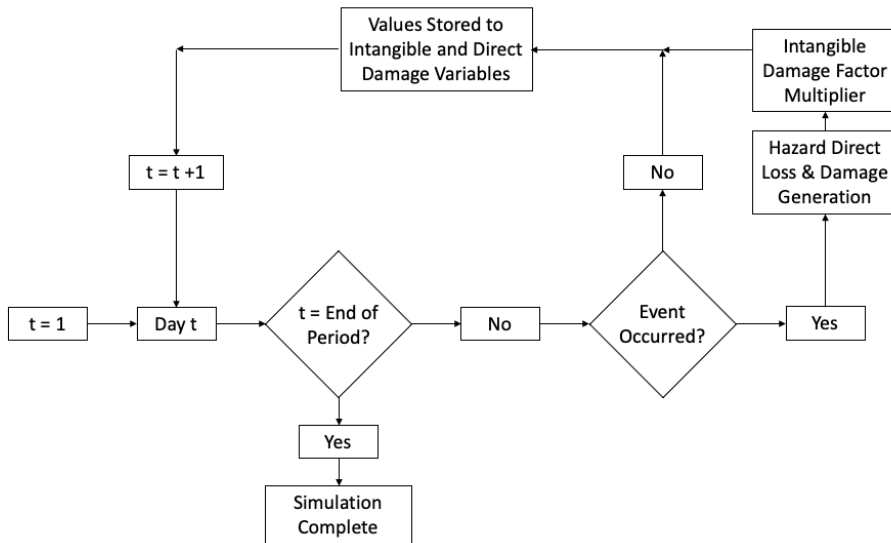 Values Stored to
Intangible and Direct
Damage Variables
Intangible
Damage Factor
Multiplier
t = t +1
No
Hazard Direct
Loss & Damage
Generation
t = 1
Day t
t = End of
Period?
No
Event
Occurred?
Yes
Yes
Simulation
Complete